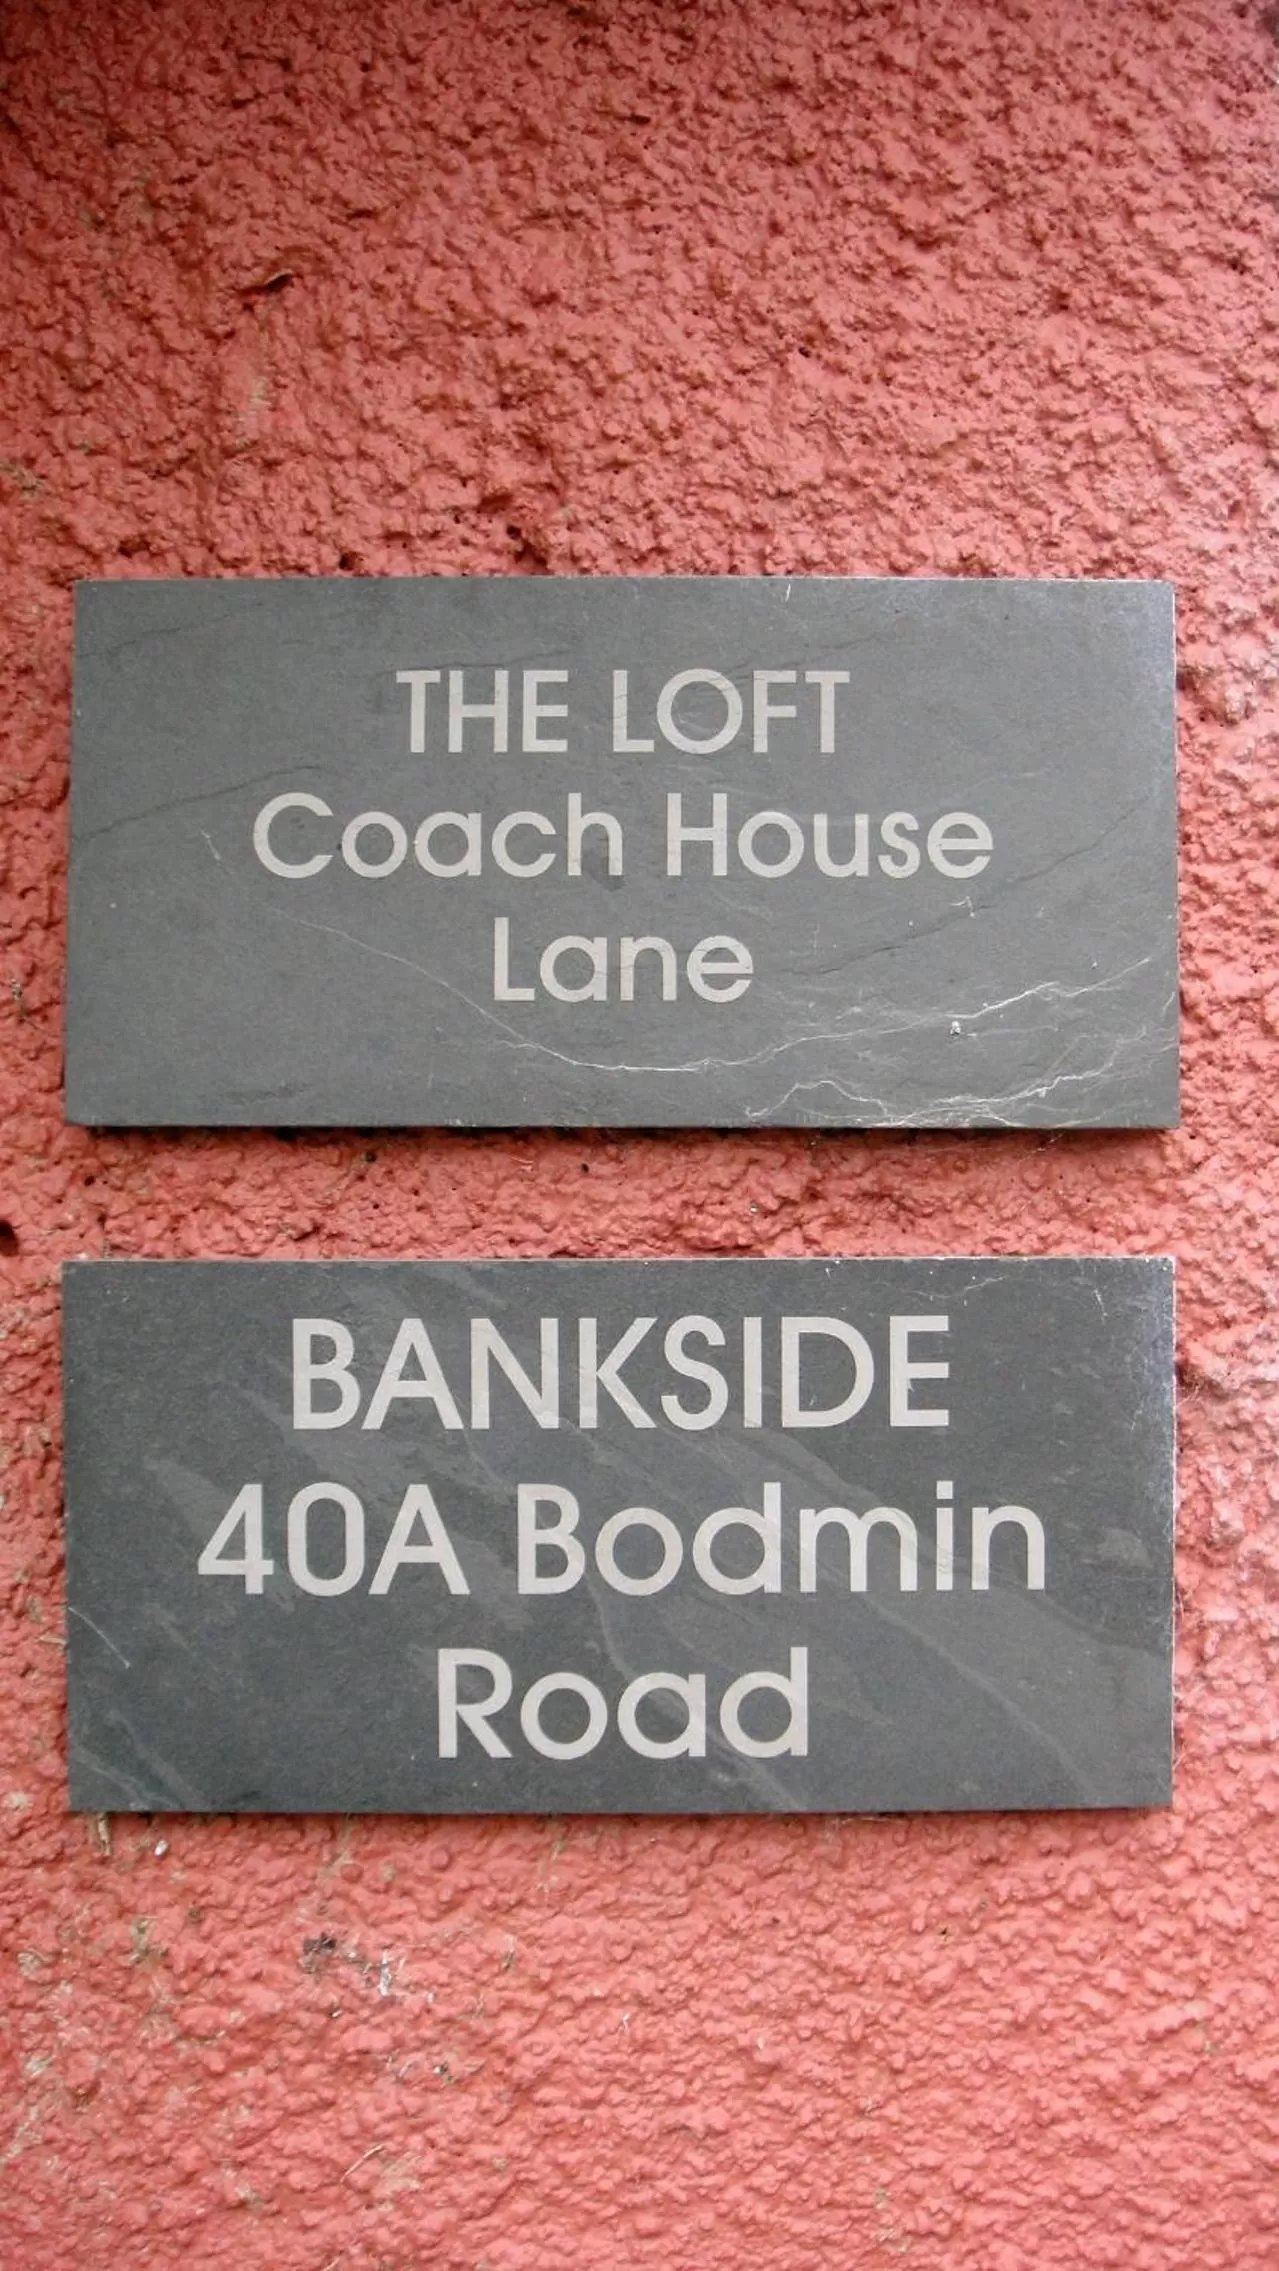 THE LOFT
Coach House
Lane
BANKSIDE
40A Bodmin
Road